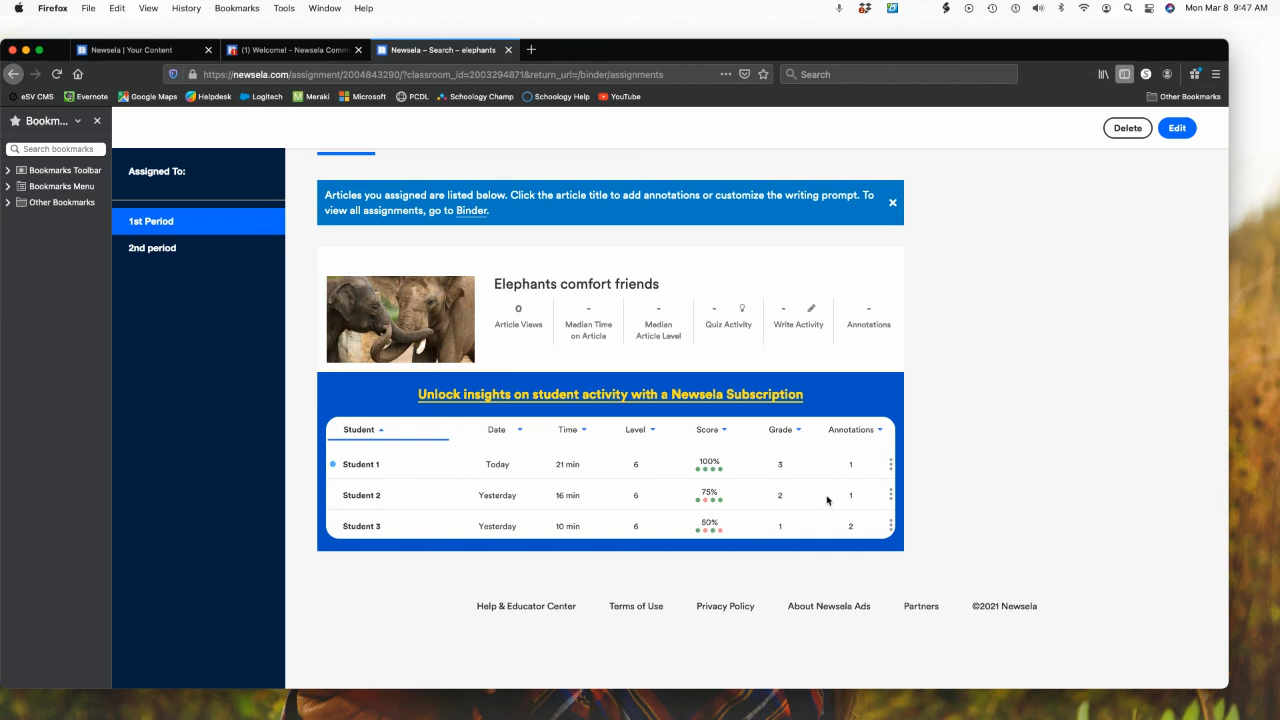 Firefox File Edit View History Bookmarks Tools Window Help Mon Mar 8 9:47 AM
Newsela | Your Content (1) Welcome! - Newsela Comm Newsela – Search – elephants
https://newsela.com/assignment/2004843290/?classroom_id=2003294871&return_url=/binder/assignments Search
eSV CMS Evernote Google Maps Helpdesk Logitech Meraki Microsoft PCDL Schoology Champ Schoology Help YouTube Other Bookmarks
Bookm...
Search bookmarks
Bookmarks Toolbar
Bookmarks Menu
Other Bookmarks
Delete Edit
Assigned To:
1st Period
2nd period
Articles you assigned are listed below. Click the article title to add annotations or customize the writing prompt. To
view all assignments, go to Binder.
Elephants comfort friends
0 - - - - -
Article Views Median Time Median Quiz Activity Write Activity Annotations
on Article Article Level
Unlock insights on student activity with a Newsela Subscription
Student Date Time Level Score Grade Annotations
Student 1 Today 21 min 6 100% 3 1
Student 2 Yesterday 16 min 6 75% 2 1
Student 3 Yesterday 10 min 6 50% 1 2
Help & Educator Center Terms of Use Privacy Policy About Newsela Ads Partners ©2021 Newsela